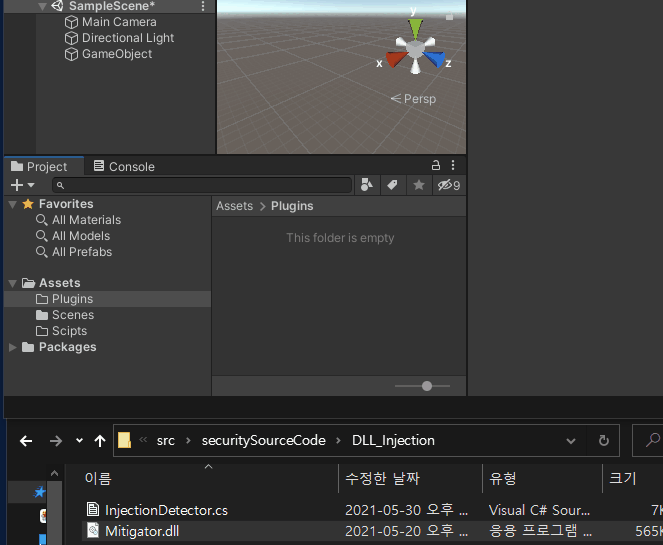 SampleScene*
Main Camera
Directional Light
GameObject
y
x
z
Persp
Project
Console
9
Favorites
All Materials
All Models
All Prefabs
Assets
Plugins
Scenes
Scipts
Packages
Assets > Plugins
This folder is empty
src > securitySourceCode > DLL_Injection
이름 수정한 날짜 유형 크기
InjectionDetector.cs 2021-05-30 오후 ... Visual C# Sour... 7K
Mitigator.dll 2021-05-20 오후 ... 응용 프로그램 ... 565K